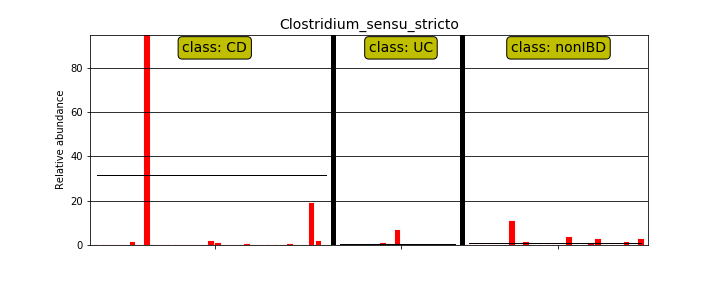 Clostridium_sensu_stricto
class: CD
class: UC
class: nonIBD
Relative abundance
80
60
40
20
0